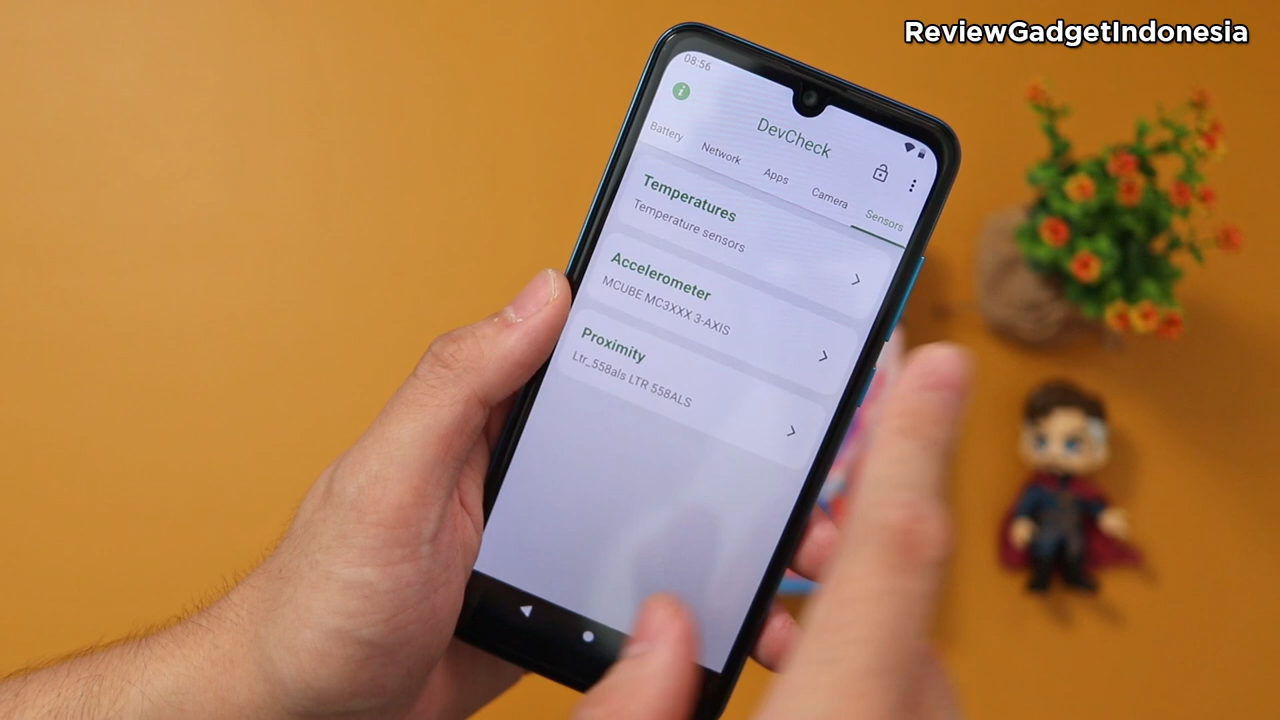 ReviewGadgetIndonesia
08:56
DevCheck
Battery Network Apps Camera Sensors
Temperatures
Temperature sensors
Accelerometer
MCUBE MC3XXX 3-AXIS
Proximity
Ltr_558als LTR 558ALS